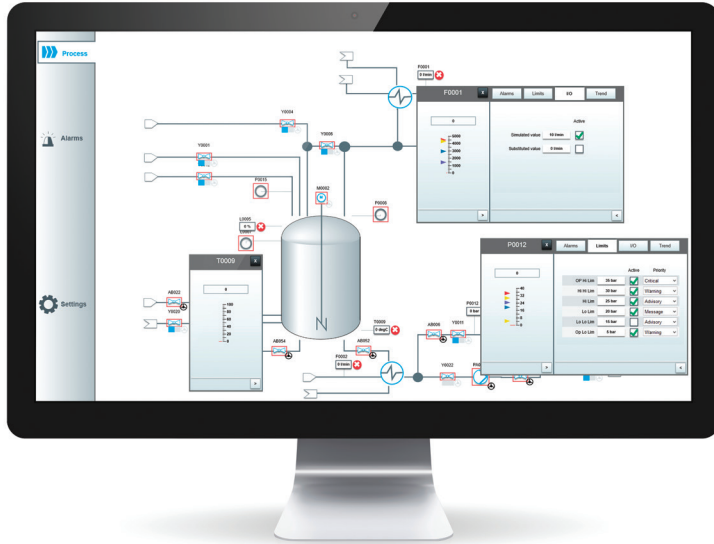 Process
Alarms
Settings
F0001
0 l/min
Y0004
Y0001
Y0006
P0015
M0002
P0008
L0005
0 %
T0009
0
100
80
60
40
20
0
AB022
Y0020
AB054
AB052
F0002
0 l/min
0 degC
P0012
0 bar
AB050
Y0011
Y0022
F0001
x
Alarms
Limits
I/O
Trend
0
5000
4000
3000
2000
1000
0
Active
Simulated value 10 l/min
Substituted value 0 l/min
P0012
x
Alarms
Limits
I/O
Trend
0
40
32
24
16
8
0
Active Priority
OP Hi Lim 35 bar Critical
Hi Hi Lim 30 bar Warning
Hi Lim 25 bar Advisory
Lo Lim 20 bar Message
Lo Lo Lim 15 bar Advisory
Op Lo Lim 5 bar Warning